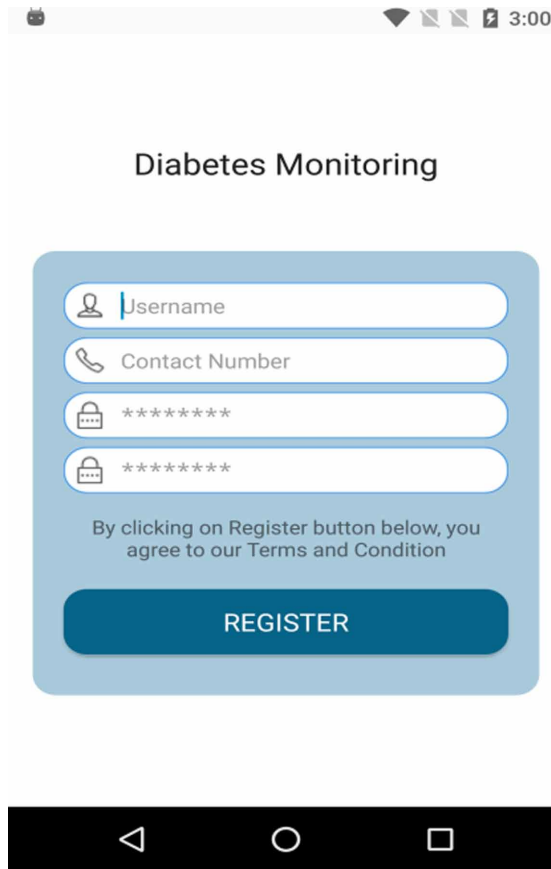 3:00
Diabetes Monitoring
Username
Contact Number
********
********
By clicking on Register button below, you
agree to our Terms and Condition
REGISTER